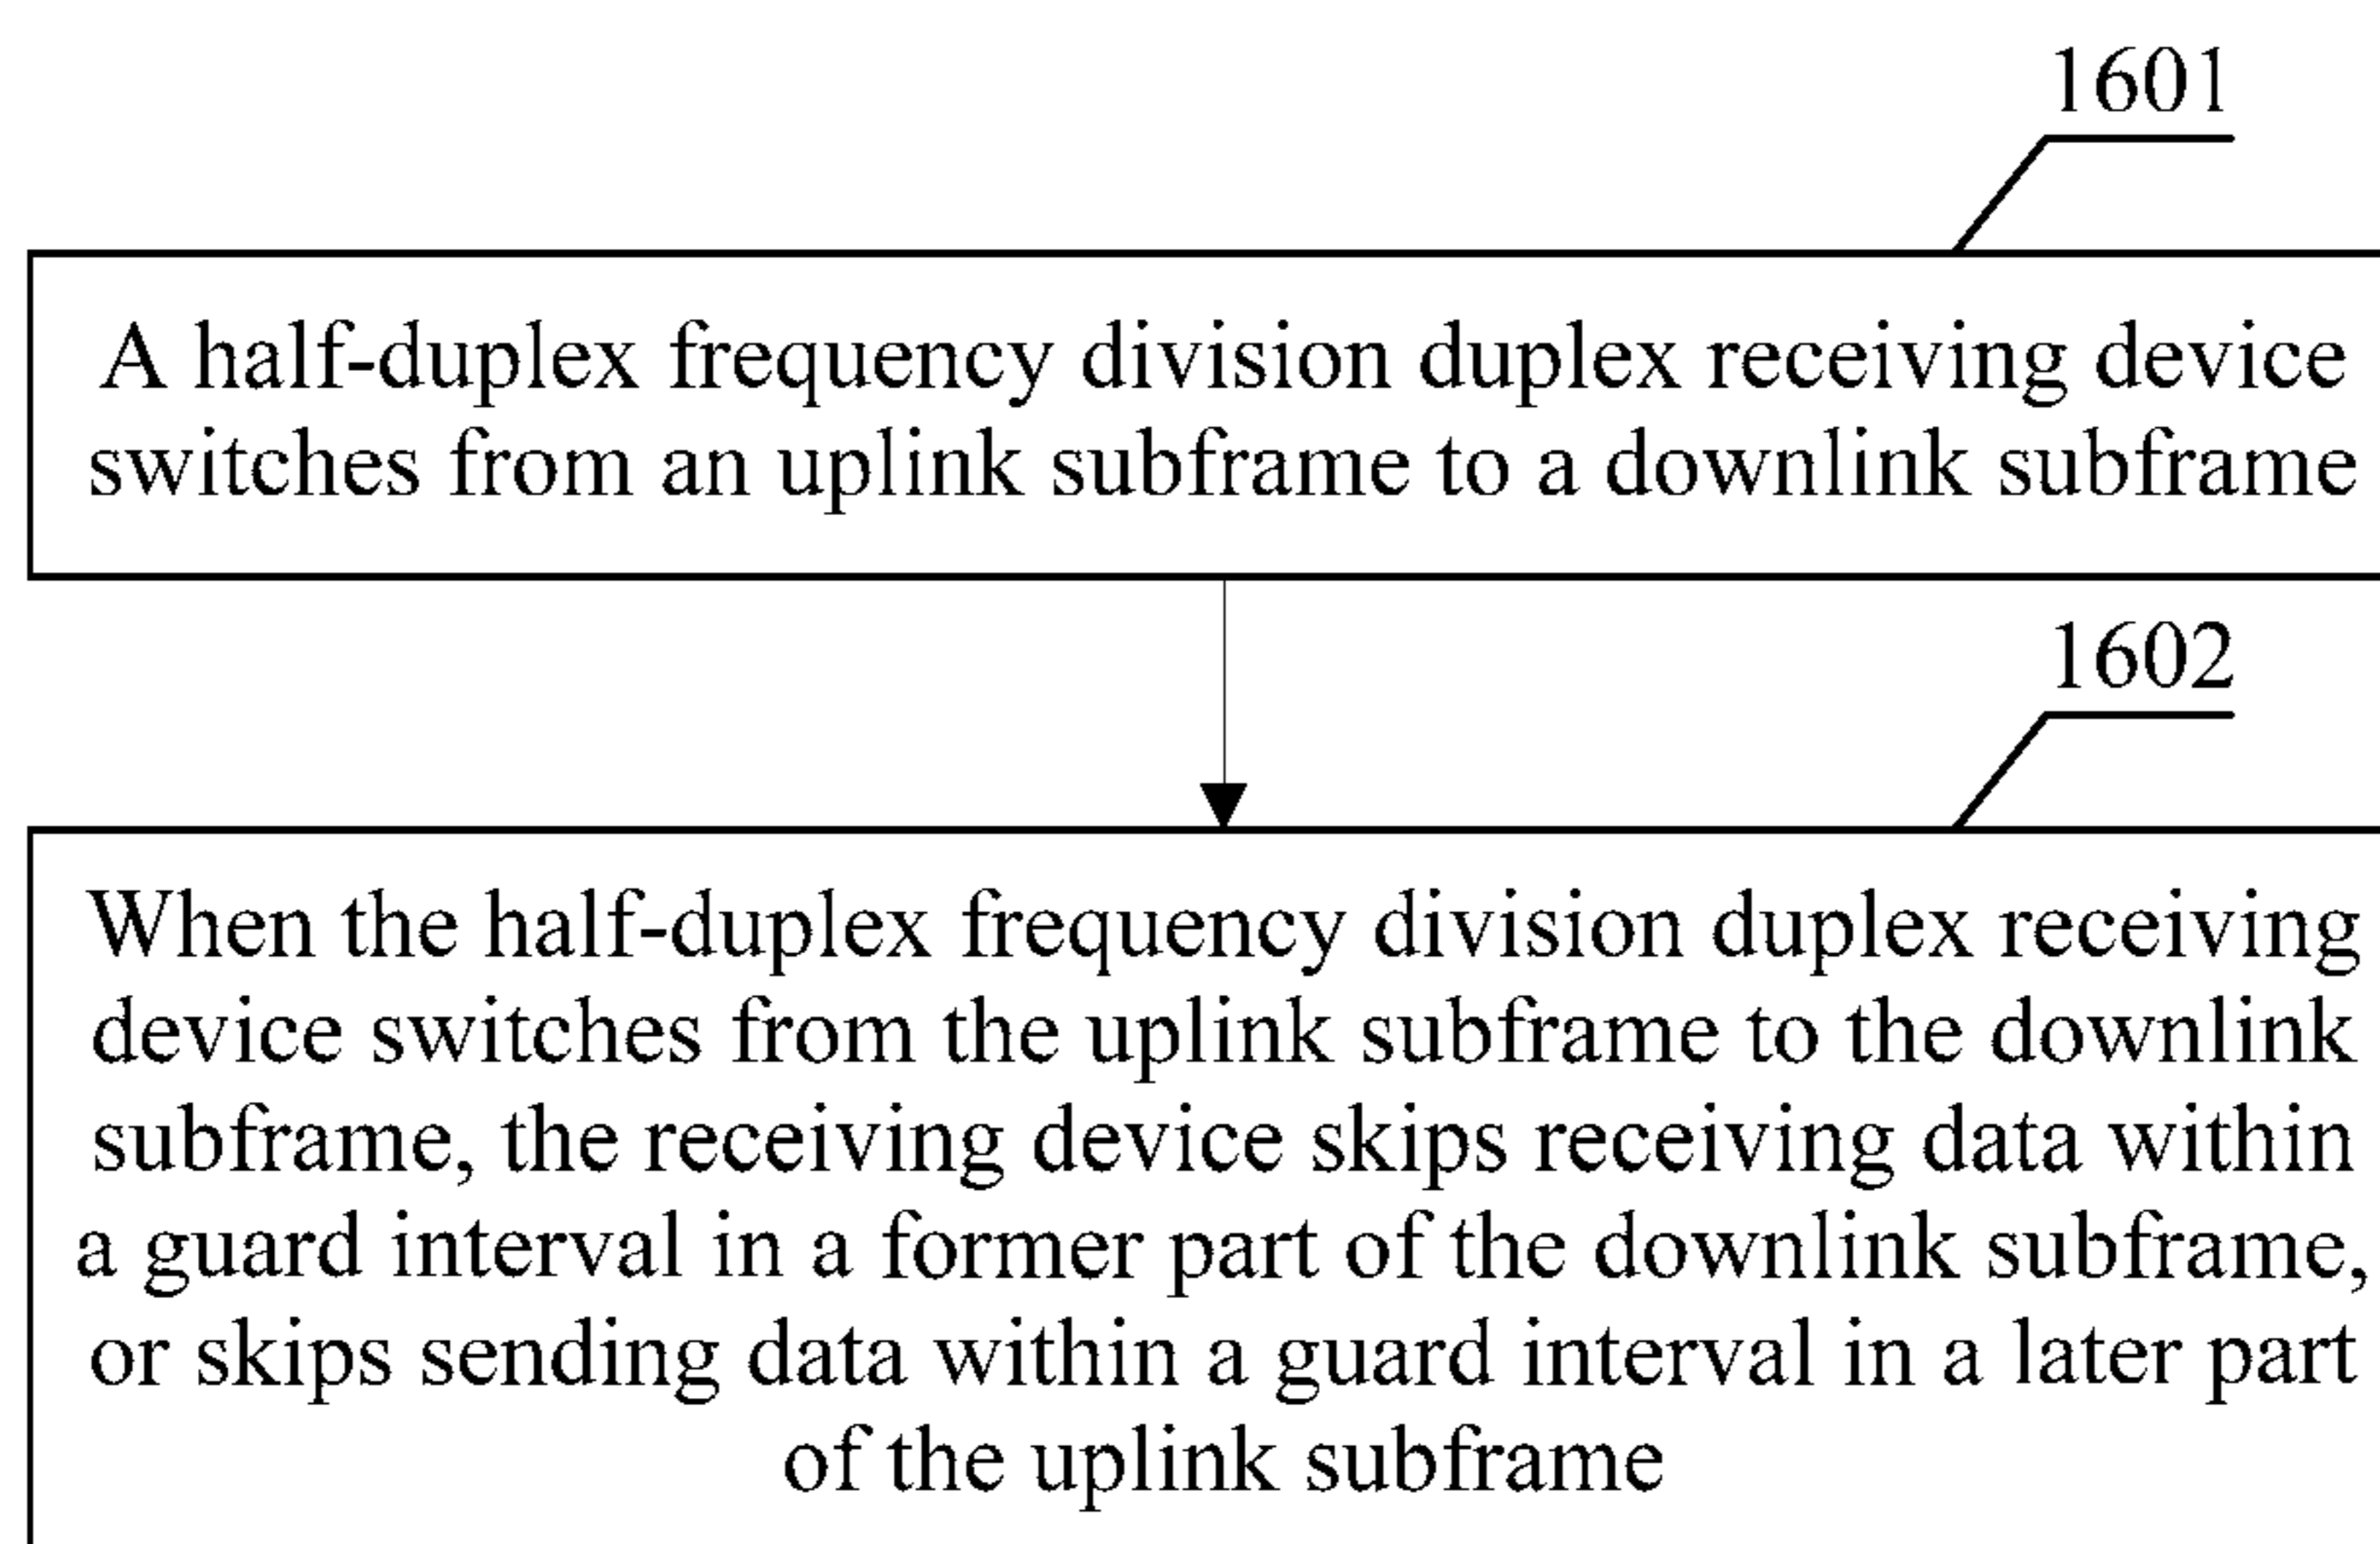 1601
A half-duplex frequency division duplex receiving device
switches from an uplink subframe to a downlink subframe
1602
When the half-duplex frequency division duplex receiving
device switches from the uplink subframe to the downlink
subframe, the receiving device skips receiving data within
a guard interval in a former part of the downlink subframe,
or skips sending data within a guard interval in a later part
of the uplink subframe